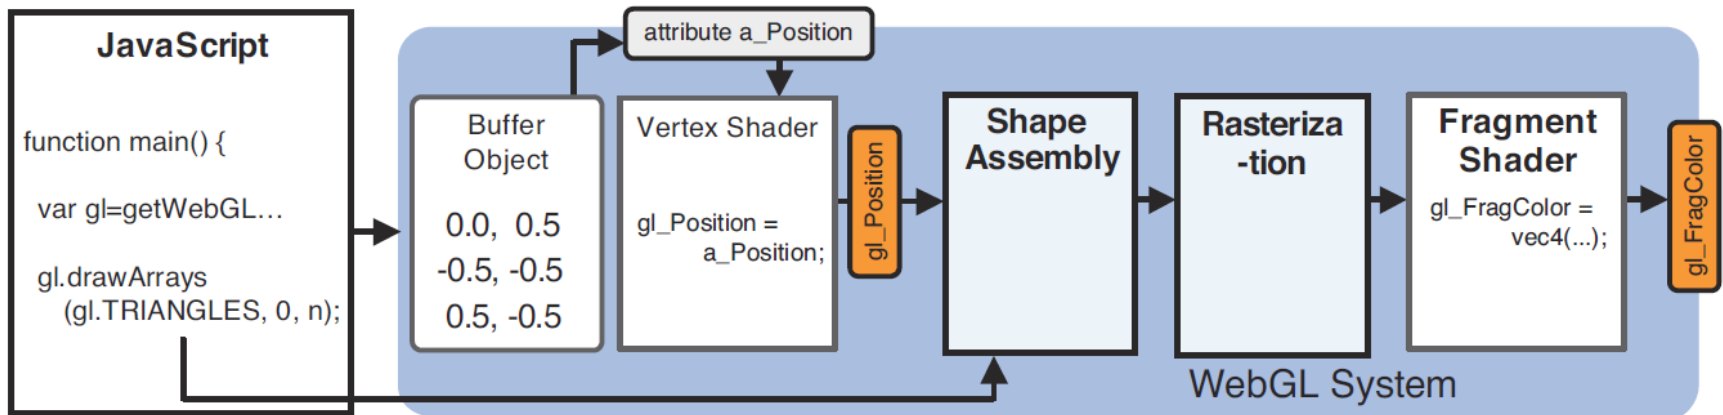 JavaScript
function main() {
var gl=getWebGL…
gl.drawArrays
(gl.TRIANGLES, 0, n);
attribute a_Position
Buffer
Object
0.0, 0.5
-0.5, -0.5
0.5, -0.5
Vertex Shader
gl_Position =
a_Position;
gl_Position
Shape
Assembly
Rasteriza
-tion
Fragment
Shader
gl_FragColor =
vec4(...);
gl_FragColor
WebGL System